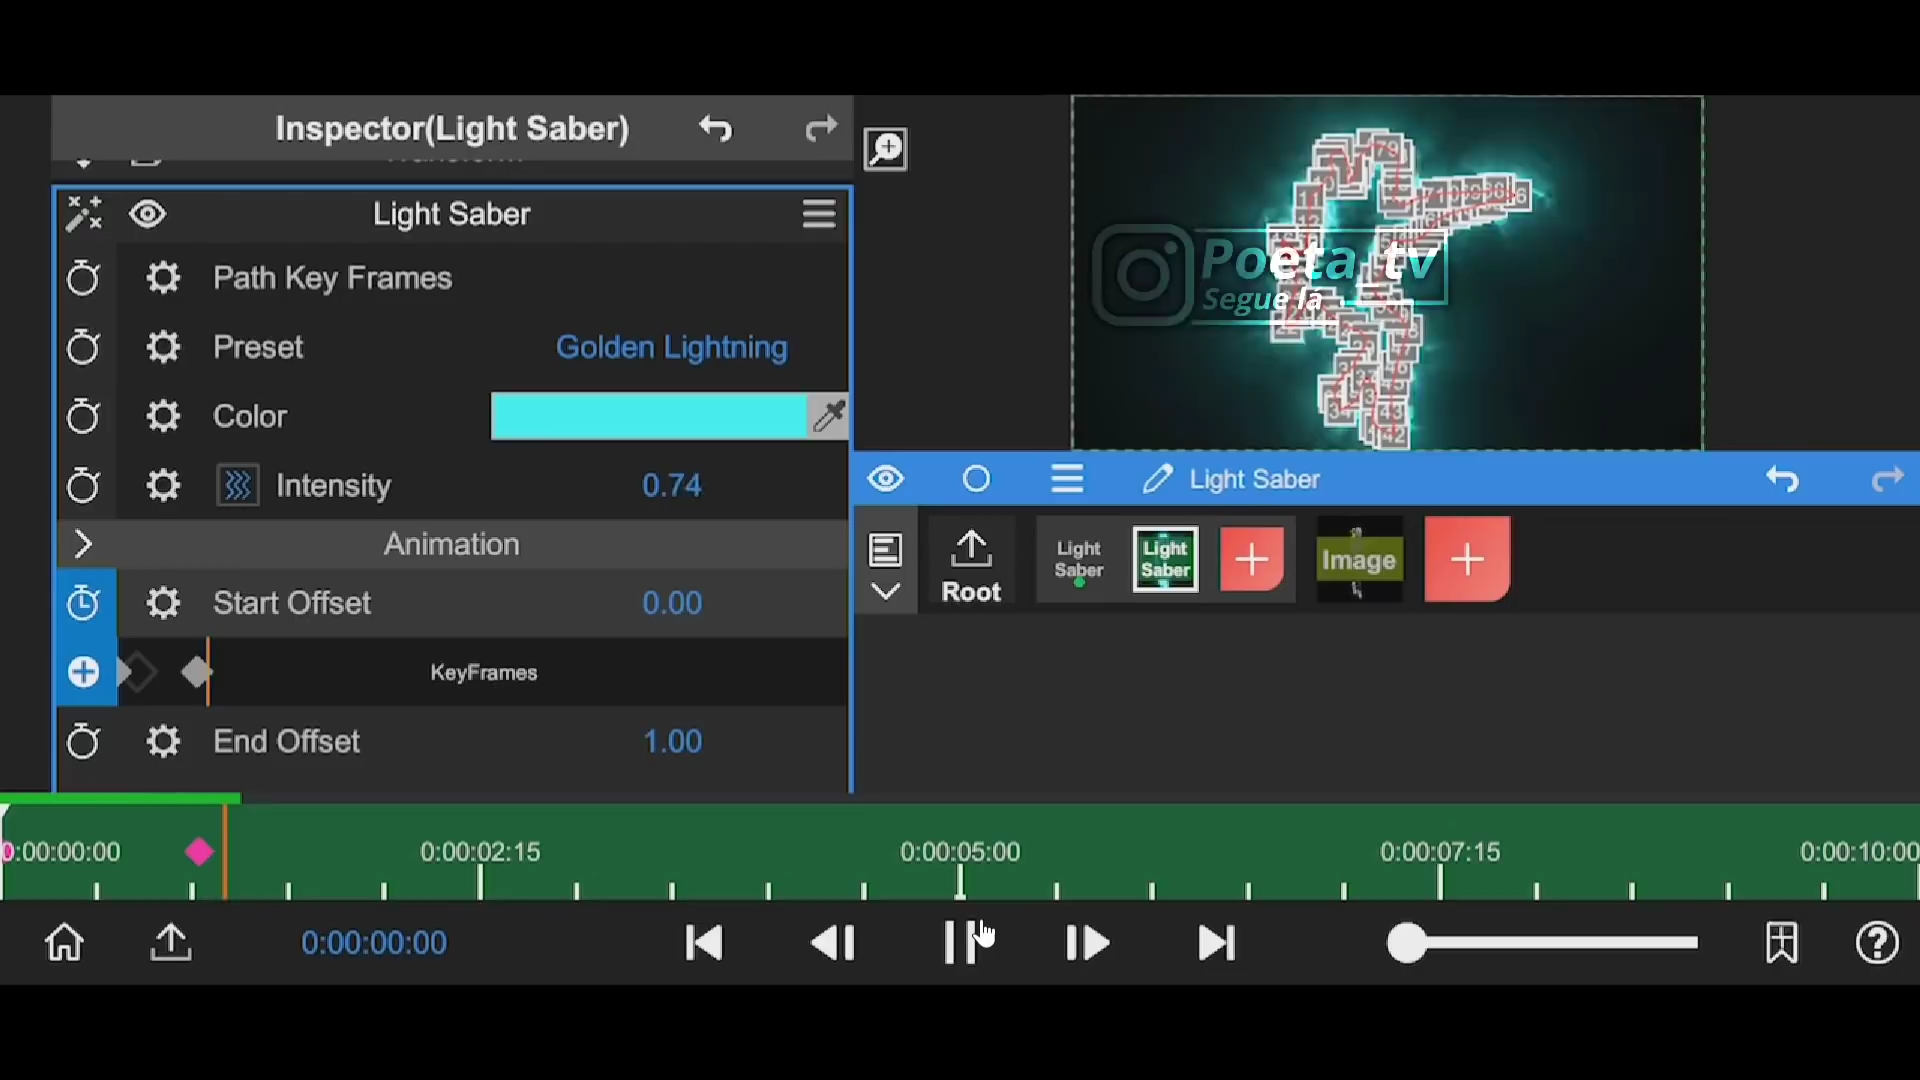 Inspector(Light Saber)
Light Saber
Path Key Frames
Preset
Golden Lightning
Color
Intensity
0.74
Animation
Start Offset
0.00
KeyFrames
End Offset
1.00
Poeta_tv
Segue lá
Light Saber
Root
Light
Saber
Light
Saber
Image
0:00:00:00
0:00:02:15
0:00:05:00
0:00:07:15
0:00:10:00
0:00:00:00